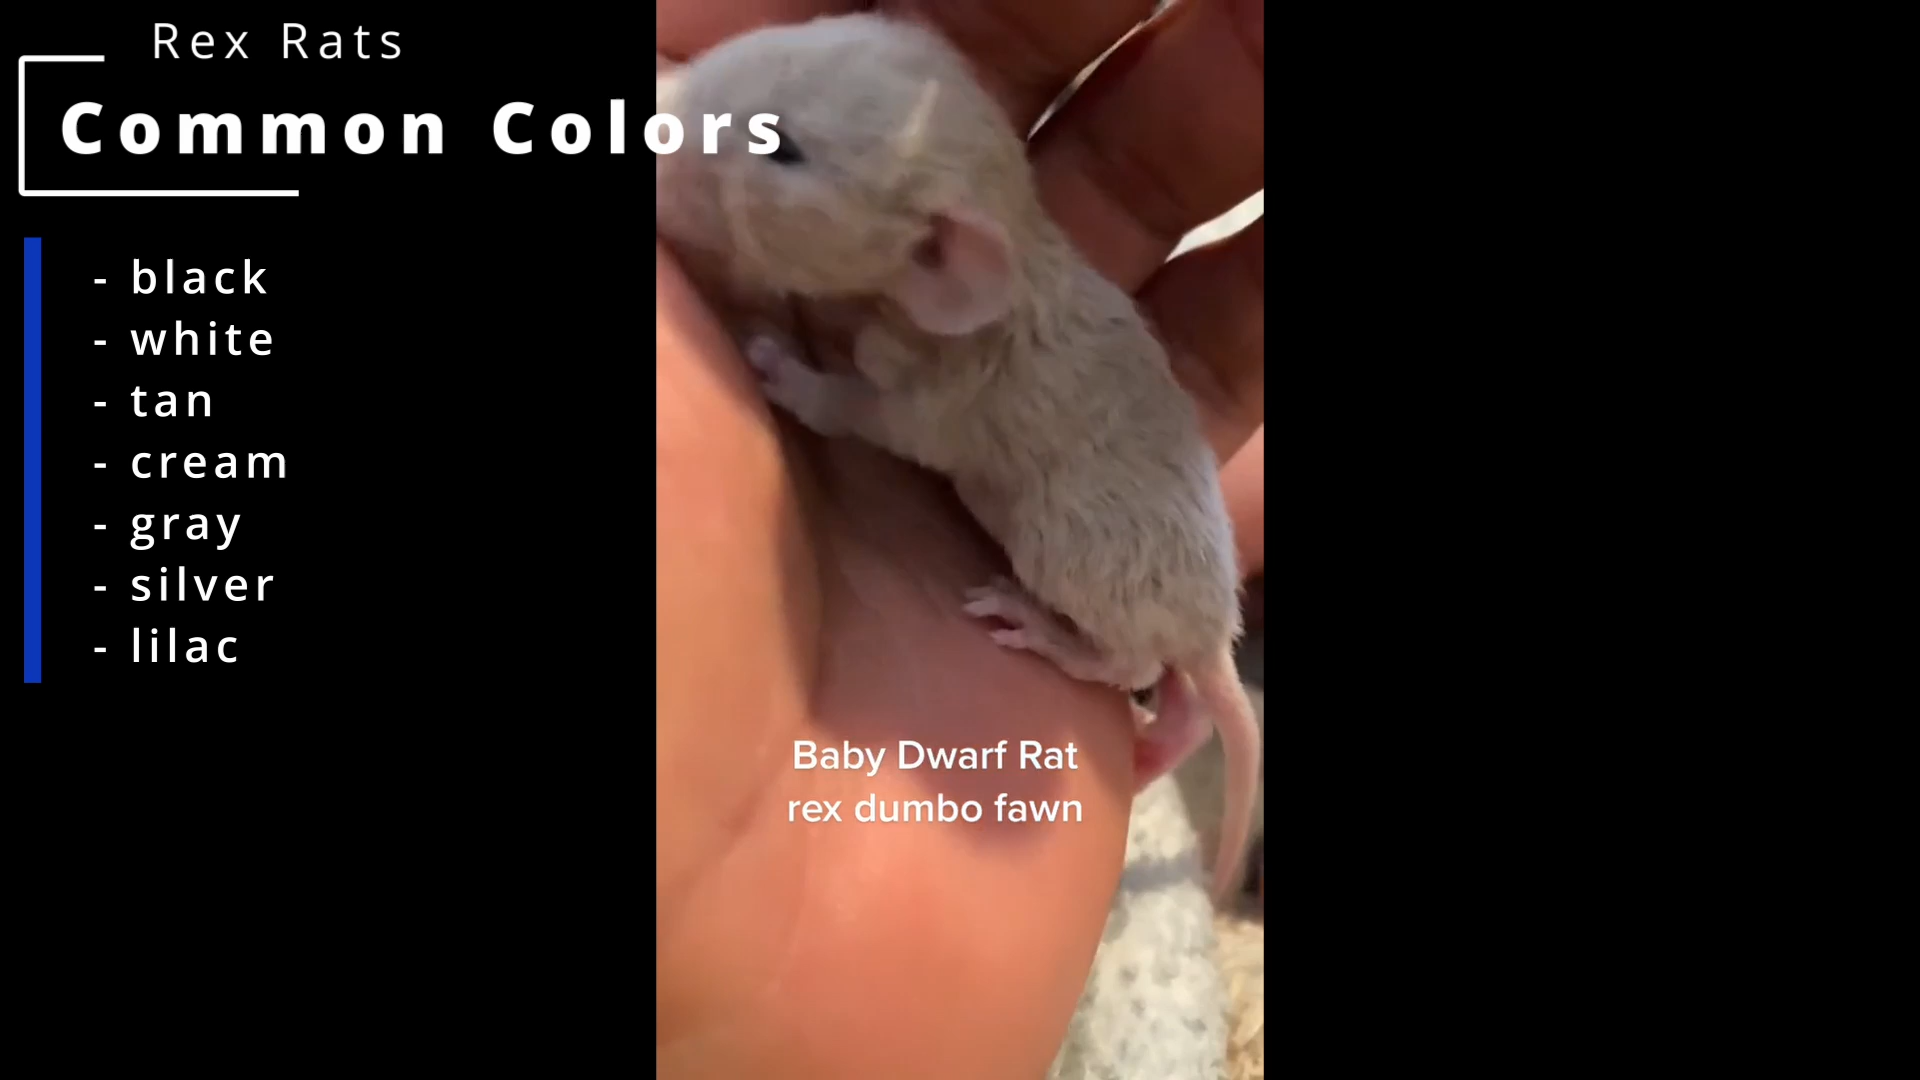 Rex Rats
Common Colors
- black
- white
- tan
- cream
- gray
- silver
- lilac
Baby Dwarf Rat
rex dumbo fawn